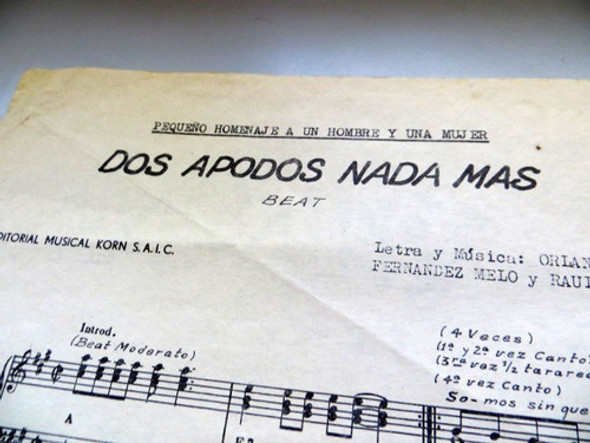 PEQUEÑO HOMENAJE A UN HOMBRE Y UNA MUJER
DOS APODOS NADA MAS
BEAT
DITORIAL MUSICAL KORN S.A.I.C.
Letra y Música: ORLAN
FERNANDEZ MELO y RAUL
Introd.
(Beat Moderato)
(4 Veces)
(1ª y 2ª vez Canto
(3ra vez 1/2 tarare
(4ª vez Canto)
So-mos sin que
A